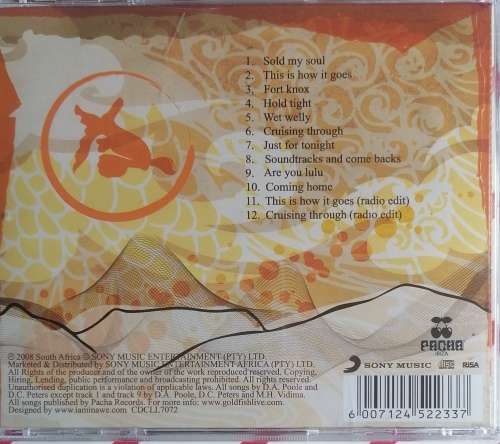 1. Sold my soul
2. This is how it goes
3. Fort knox
4. Hold tight
5. Wet welly
6. Cruising through
7. Just for tonight
8. Soundtracks and come backs
9. Are you lulu
10. Coming home
11. This is how it goes (radio edit)
12. Cruising through (radio edit)
PACHA
IBIZA
℗ 2008 South Africa © SONY MUSIC ENTERTAINMENT (PTY) LTD.
Marketed & Distributed by SONY MUSIC ENTERTAINMENT AFRICA (PTY) LTD.
All Rights of the producer and of the owner of the work reproduced reserved. Copying,
Hiring, Lending, public performance and broadcasting prohibited. All rights reserved.
Unauthorised duplication is a violation of applicable laws. All songs by D.A. Poole and
D.C. Peters except track 1 and track 9 by D.A. Poole, D.C. Peters and M.H. Vidima.
All songs published by Pacha Records. For more info: www.goldfishlive.com
Designed by www.iaminawe.com CDCLL7072
SONY MUSIC
RiSA
6 007124 522337